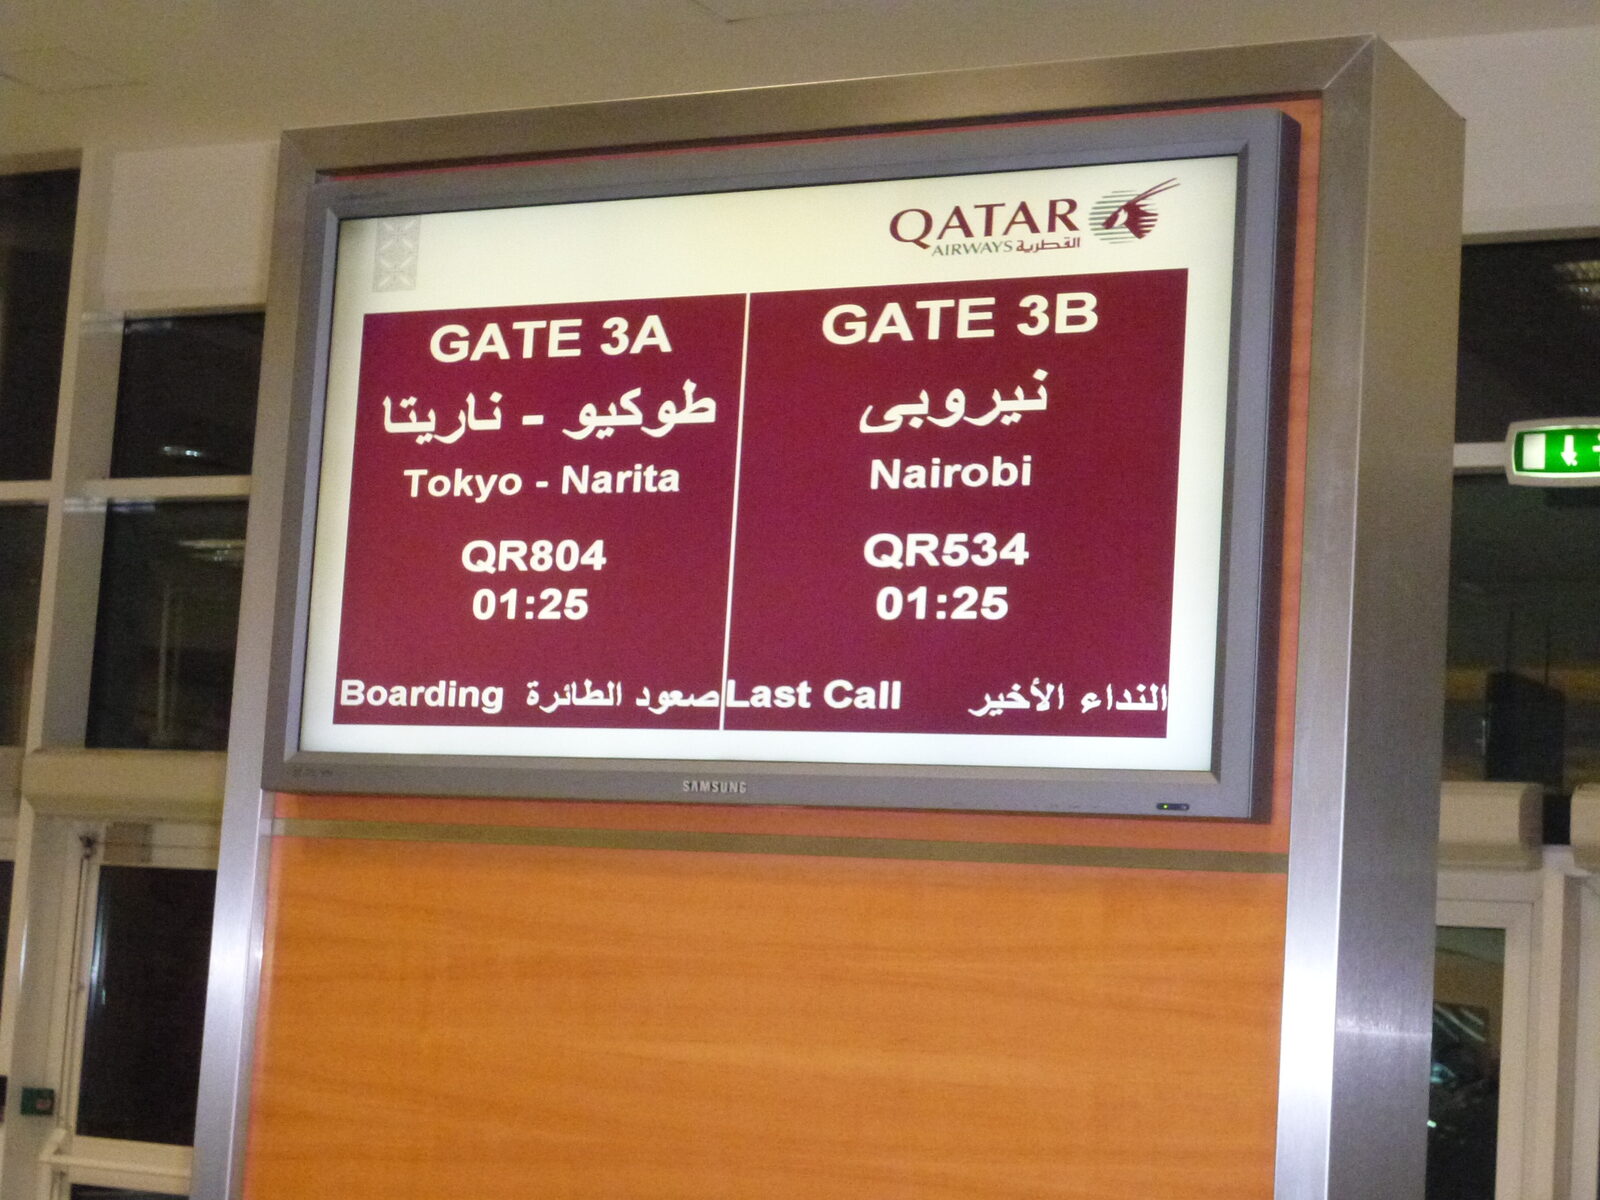 QATAR
AIRWAYS القطرية
GATE 3A
طوكيو - ناريتا
Tokyo - Narita
QR804
01:25
Boarding صعود الطائرة
GATE 3B
نيروبى
Nairobi
QR534
01:25
Last Call النداء الأخير
SAMSUNG